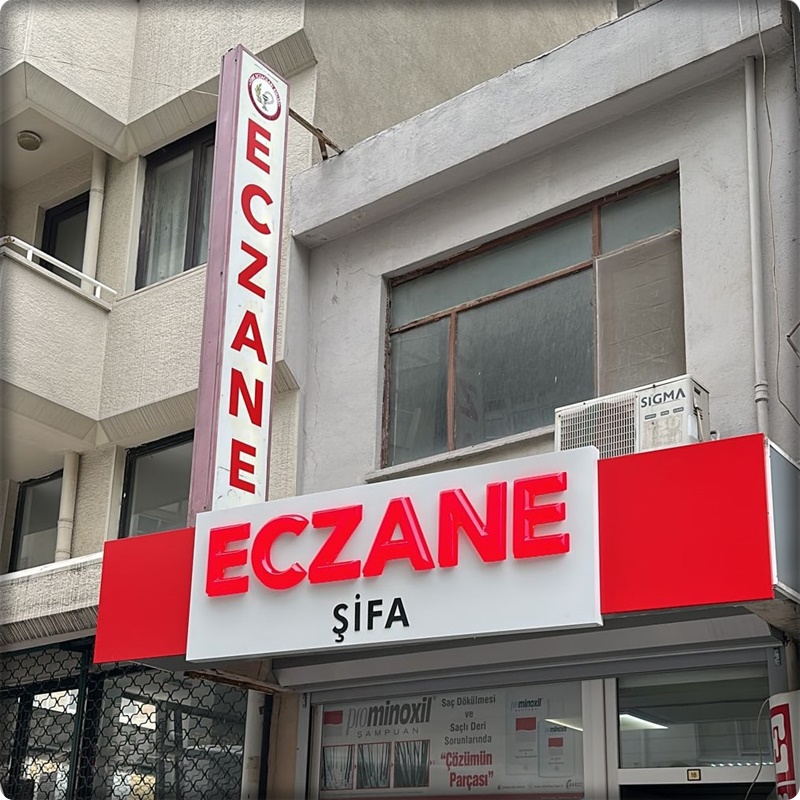 ECZANE
SIGMA
ECZANE
ŞİFA
prominoxil
ŞAMPUAN
Saç Dökülmesi
ve
Saçlı Deri
Sorunlarında
"Çözümün
Parçası"